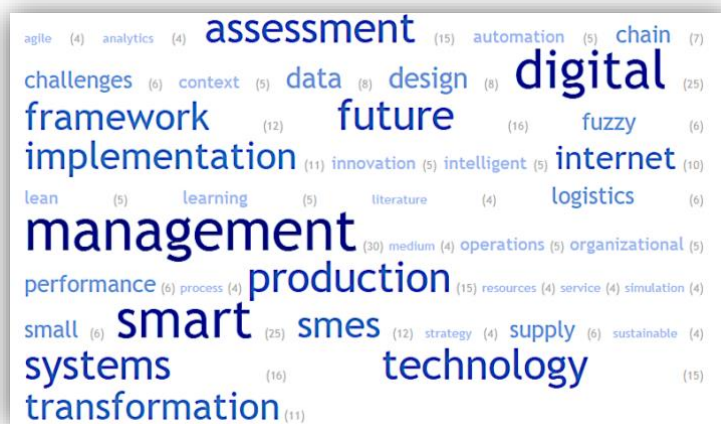 agile (4) analytics (4) assessment (15) automation (5) chain (7)
challenges (6) context (5) data (8) design (8) digital (25)
framework (12) future (16) fuzzy (6)
implementation (11) innovation (5) intelligent (5) internet (10)
lean (5) learning (5) literature (4) logistics (6)
management (30) medium (4) operations (5) organizational (5)
performance (6) process (4) production (15) resources (4) service (4) simulation (4)
small (6) smart (25) smes (12) strategy (4) supply (6) sustainable (4)
systems (16) technology (15)
transformation (11)